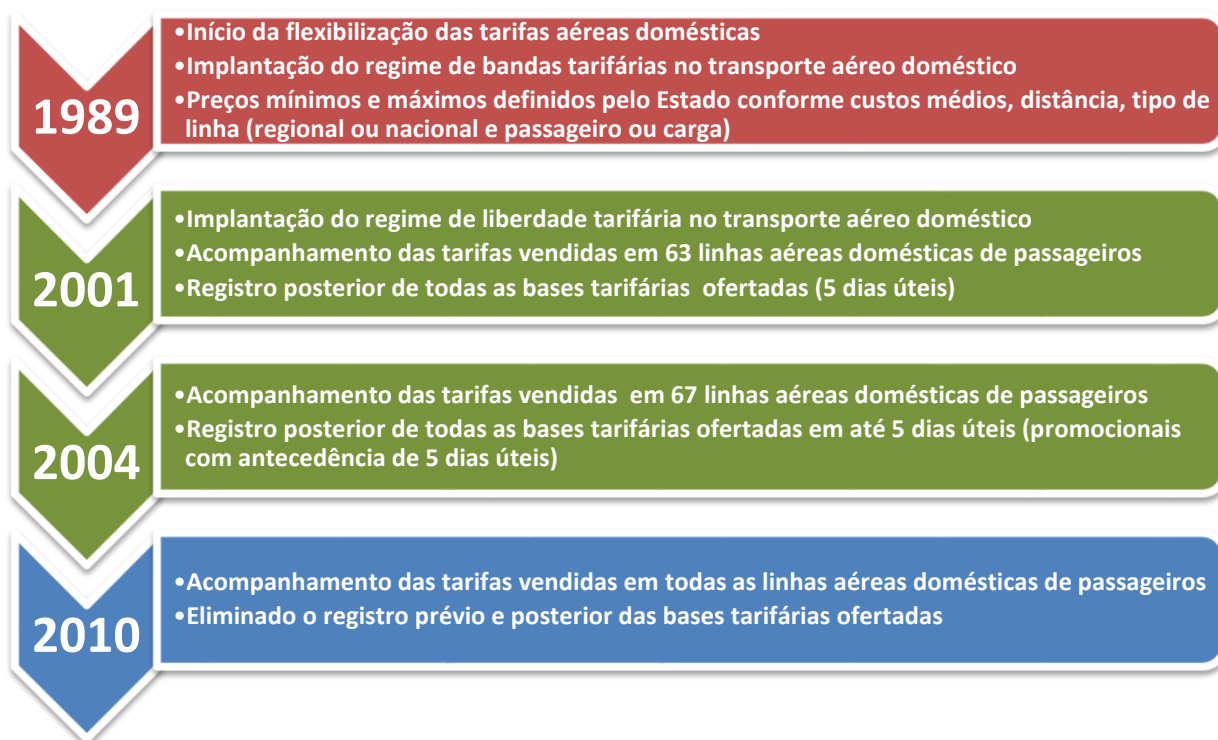 1989
•Início da flexibilização das tarifas aéreas domésticas
•Implantação do regime de bandas tarifárias no transporte aéreo doméstico
•Preços mínimos e máximos definidos pelo Estado conforme custos médios, distância, tipo de
linha (regional ou nacional e passageiro ou carga)
2001
•Implantação do regime de liberdade tarifária no transporte aéreo doméstico
•Acompanhamento das tarifas vendidas em 63 linhas aéreas domésticas de passageiros
•Registro posterior de todas as bases tarifárias ofertadas (5 dias úteis)
2004
•Acompanhamento das tarifas vendidas em 67 linhas aéreas domésticas de passageiros
•Registro posterior de todas as bases tarifárias ofertadas em até 5 dias úteis (promocionais
com antecedência de 5 dias úteis)
2010
•Acompanhamento das tarifas vendidas em todas as linhas aéreas domésticas de passageiros
•Eliminado o registro prévio e posterior das bases tarifárias ofertadas